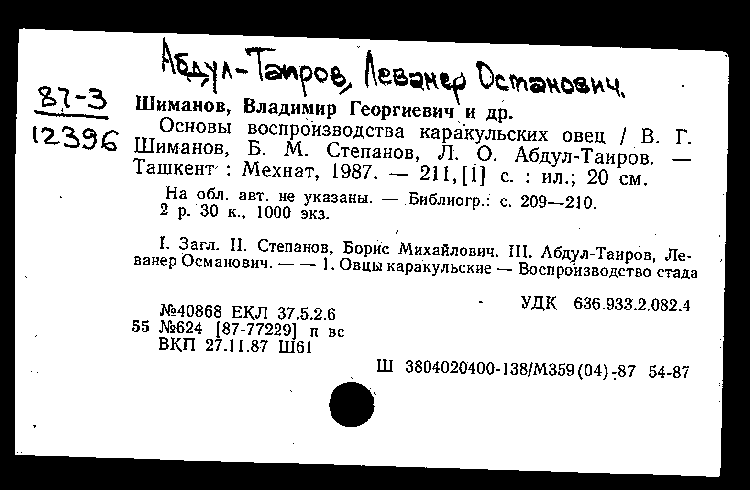 Абдул-Таиров, Леванер Останович.
87-3
12396
Шиманов, Владимир Георгиевич и др.
Основы воспроизводства каракульских овец / В. Г.
Шиманов, Б. М. Степанов, Л. О. Абдул-Таиров. —
Ташкент : Мехнат, 1987. — 211, [1] с. : ил.; 20 см.
На обл. авт. не указаны. — Библиогр.: с. 209—210.
2 р. 30 к., 1000 экз.
I. Загл. II. Степанов, Борис Михайлович. III. Абдул-Таиров, Ле-
ванер Османович. — — 1. Овцы каракульские — Воспроизводство стада
УДК 636.933.2.082.4
№40868 ЕКЛ 37.5.2.6
55 №624 [87-77229] п вс
ВКП 27.11.87 Ш61
Ш 3804020400-138/М359(04)-87 54-87